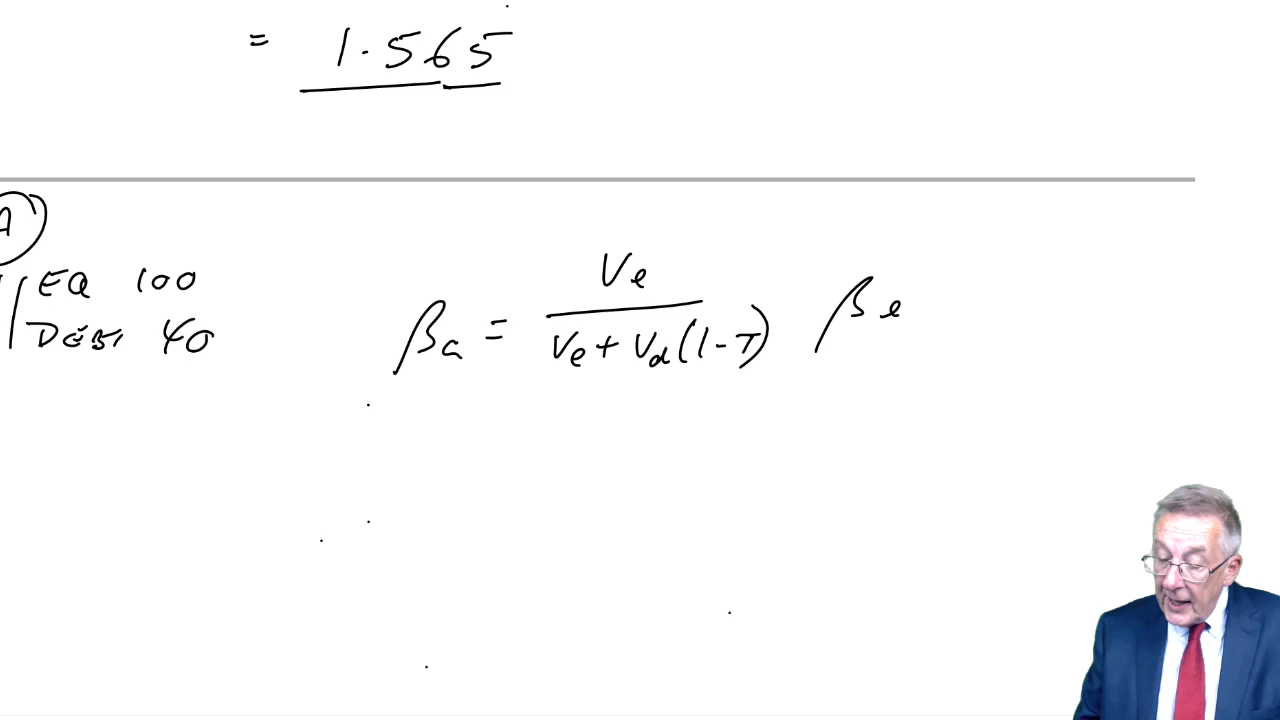 = 1.565
A
EQ 100
DEBT 40
βa = Ve / Ve + Vd(1-T) βe